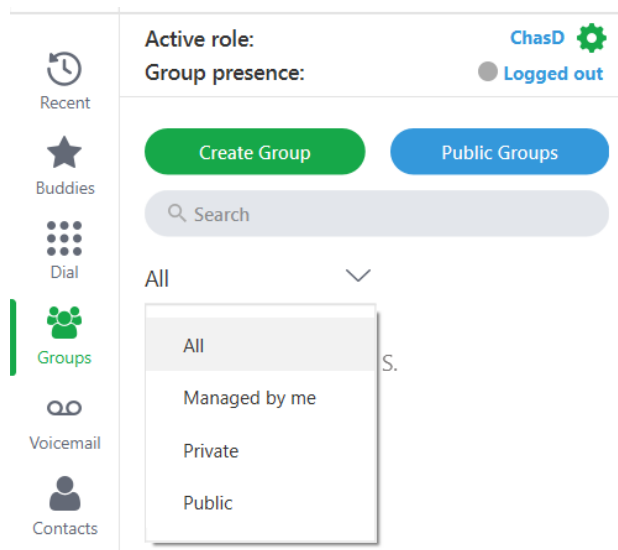 Active role:
ChasD
Group presence:
Logged out
Recent
Buddies
Dial
Groups
Voicemail
Contacts
Create Group
Public Groups
Search
All
All
Managed by me
Private
Public
s.